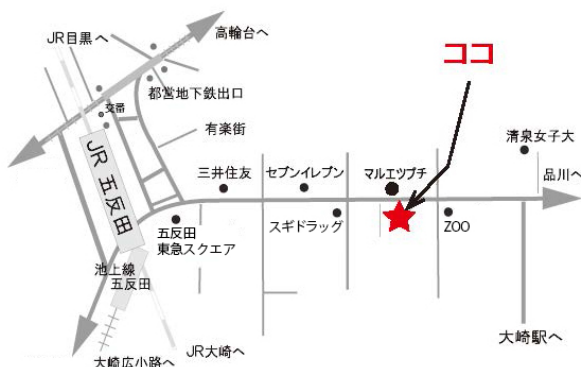 JR目黒へ
高輪台へ
ココ
都営地下鉄出口
交番
有楽街
清泉女子大
JR 五反田
三井住友
セブンイレブン
マルエツプチ
品川へ
五反田
東急スクエア
スギドラッグ
ZOO
池上線
五反田
大崎広小路へ
JR大崎へ
大崎駅へ